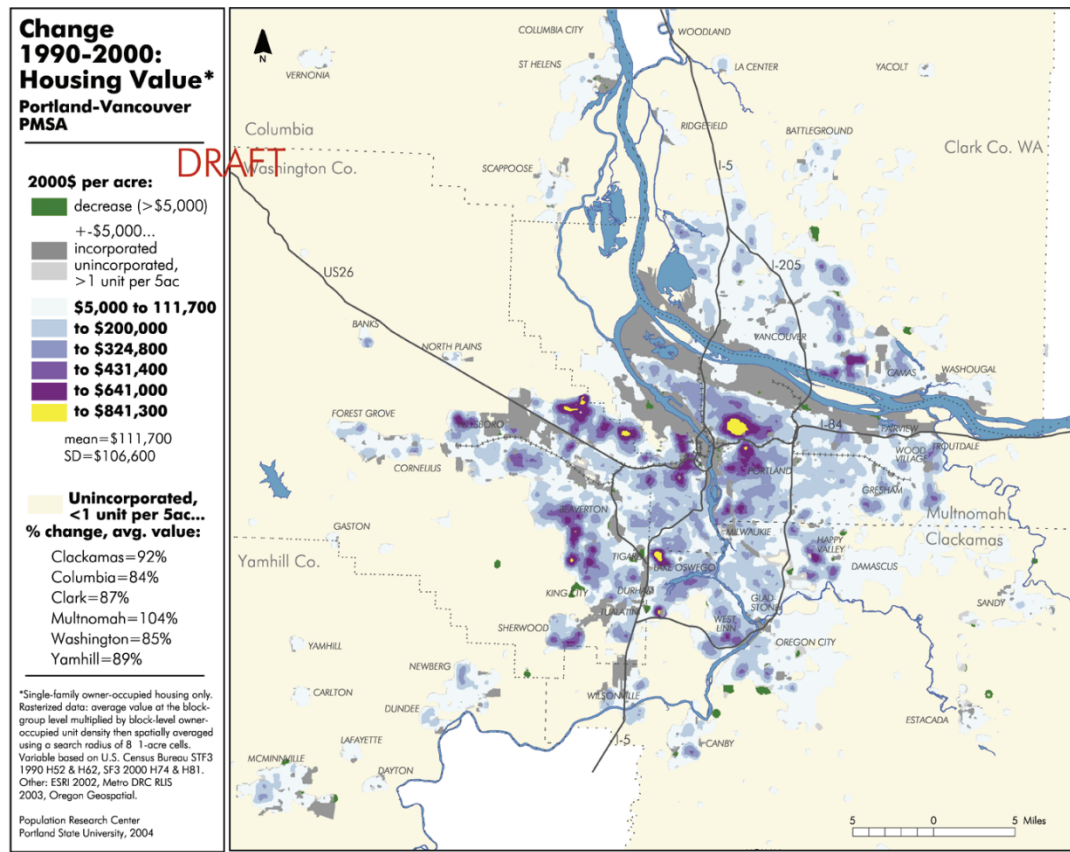 Change
1990-2000:
Housing Value*
Portland-Vancouver
PMSA
DRAFT
2000$ per acre:
decrease (>$5,000)
+-$5,000...
incorporated
unincorporated,
>1 unit per 5ac
$5,000 to 111,700
to $200,000
to $324,800
to $431,400
to $641,000
to $841,300
mean=$111,700
SD=$106,600
Unincorporated,
<1 unit per 5ac...
% change, avg. value:
Clackamas=92%
Columbia=84%
Clark=87%
Multnomah=104%
Washington=85%
Yamhill=89%
*Single-family owner-occupied housing only.
Rasterized data: average value at the block-
group level multiplied by block-level owner-
occupied unit density then spatially averaged
using a search radius of 8 1-acre cells.
Variable based on U.S. Census Bureau STF3
1990 H52 & H62, SF3 2000 H74 & H81.
Other: ESRI 2002, Metro DRC RLIS
2003, Oregon Geospatial.
Population Research Center
Portland State University, 2004
N
COLUMBIA CITY
WOODLAND
VERNONIA
ST HELENS
LA CENTER
YACOLT
Columbia
Washington Co.
RIDGEFIELD
BATTLEGROUND
Clark Co. WA
SCAPPOOSE
I-5
US26
I-205
BANKS
NORTH PLAINS
VANCOUVER
CAMAS
WASHOUGAL
FOREST GROVE
I-84
FAIRVIEW
TROUTDALE
CORNELIUS
PORTLAND
WOOD
VILLAGE
GRESHAM
BEAVERTON
Multnomah
Clackamas
GASTON
MILWAUKIE
HAPPY
VALLEY
Yamhill Co.
TIGARD
LAKE OSWEGO
DAMASCUS
KING CITY
DURHAM
GLAD-
STONE
SANDY
TUALATIN
SHERWOOD
WEST
LINN
OREGON CITY
YAMHILL
NEWBERG
CARLTON
WILSONVILLE
DUNDEE
ESTACADA
LAFAYETTE
I-5
CANBY
MCMINNVILLE
DAYTON
5 0 5 Miles